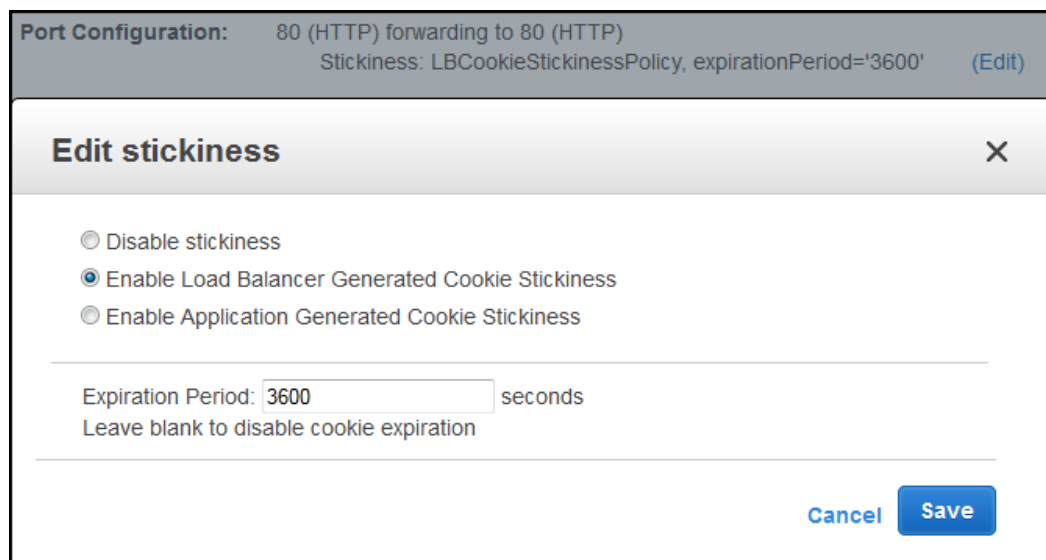 Port Configuration: 80 (HTTP) forwarding to 80 (HTTP)
Stickiness: LBCookieStickinessPolicy, expirationPeriod='3600' (Edit)
Edit stickiness
Disable stickiness
Enable Load Balancer Generated Cookie Stickiness
Enable Application Generated Cookie Stickiness
Expiration Period: 3600 seconds
Leave blank to disable cookie expiration
Cancel Save